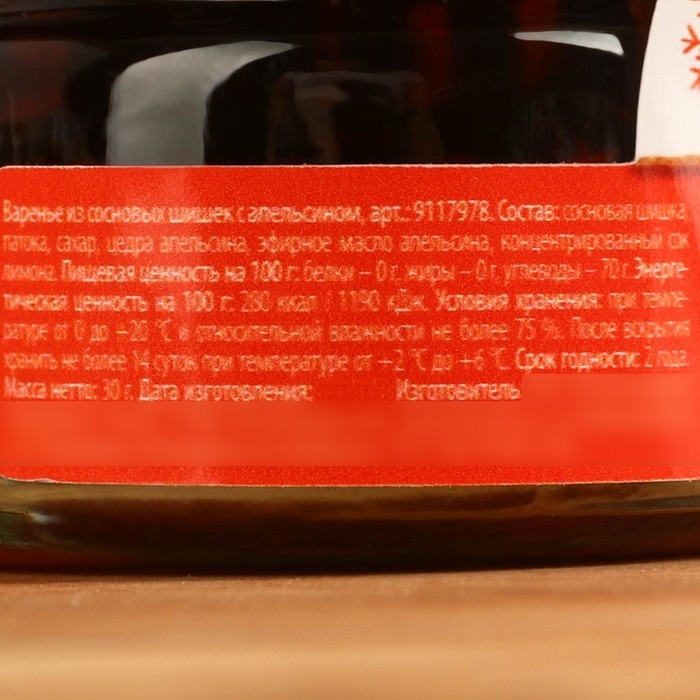 Варенье из сосновых шишек с апельсином, арт.: 9117978. Состав: сосновая шишка,
патока, сахар, цедра апельсина, эфирное масло апельсина, концентрированный сок
лимона. Пищевая ценность на 100 г: белки – 0 г, жиры – 0 г, углеводы – 70 г. Энерге-
тическая ценность на 100 г: 280 ккал / 1190 кДж. Условия хранения: при темпе-
ратуре от 0 до +20 °С и относительной влажности не более 75 %. После вскрытия
хранить не более 14 суток при температуре от +2 °С до +6 °С. Срок годности: 2 года.
Масса нетто: 30 г. Дата изготовления: Изготовитель